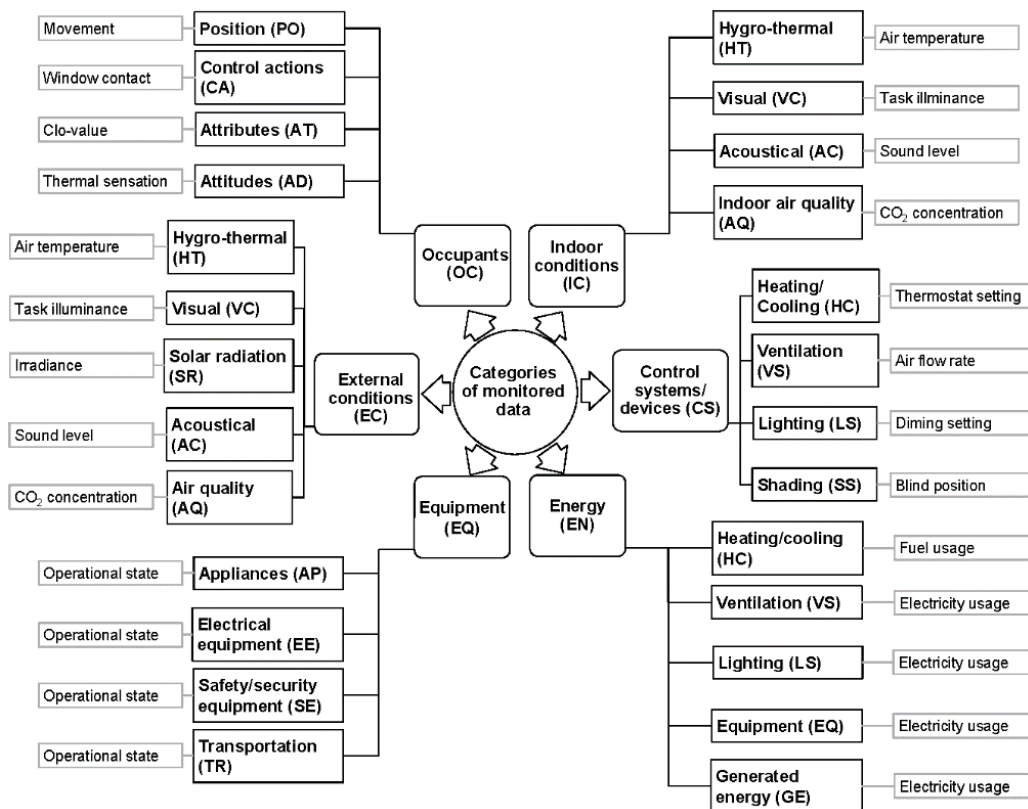 Movement
Position (PO)
Window contact
Control actions
(CA)
Clo-value
Attributes (AT)
Thermal sensation
Attitudes (AD)
Occupants
(OC)
Hygro-thermal
(HT)
Air temperature
Visual (VC)
Task illminance
Acoustical (AC)
Sound level
Indoor air quality
(AQ)
CO₂ concentration
Indoor
conditions
(IC)
Air temperature
Hygro-thermal
(HT)
Task illuminance
Visual (VC)
Irradiance
Solar radiation
(SR)
Sound level
Acoustical
(AC)
CO₂ concentration
Air quality
(AQ)
External
conditions
(EC)
Categories
of monitored
data
Control
systems/
devices (CS)
Heating/
Cooling (HC)
Thermostat setting
Ventilation
(VS)
Air flow rate
Lighting (LS)
Diming setting
Shading (SS)
Blind position
Equipment
(EQ)
Energy
(EN)
Operational state
Appliances (AP)
Operational state
Electrical
equipment (EE)
Operational state
Safety/security
equipment (SE)
Operational state
Transportation
(TR)
Heating/cooling
(HC)
Fuel usage
Ventilation (VS)
Electricity usage
Lighting (LS)
Electricity usage
Equipment (EQ)
Electricity usage
Generated
energy (GE)
Electricity usage